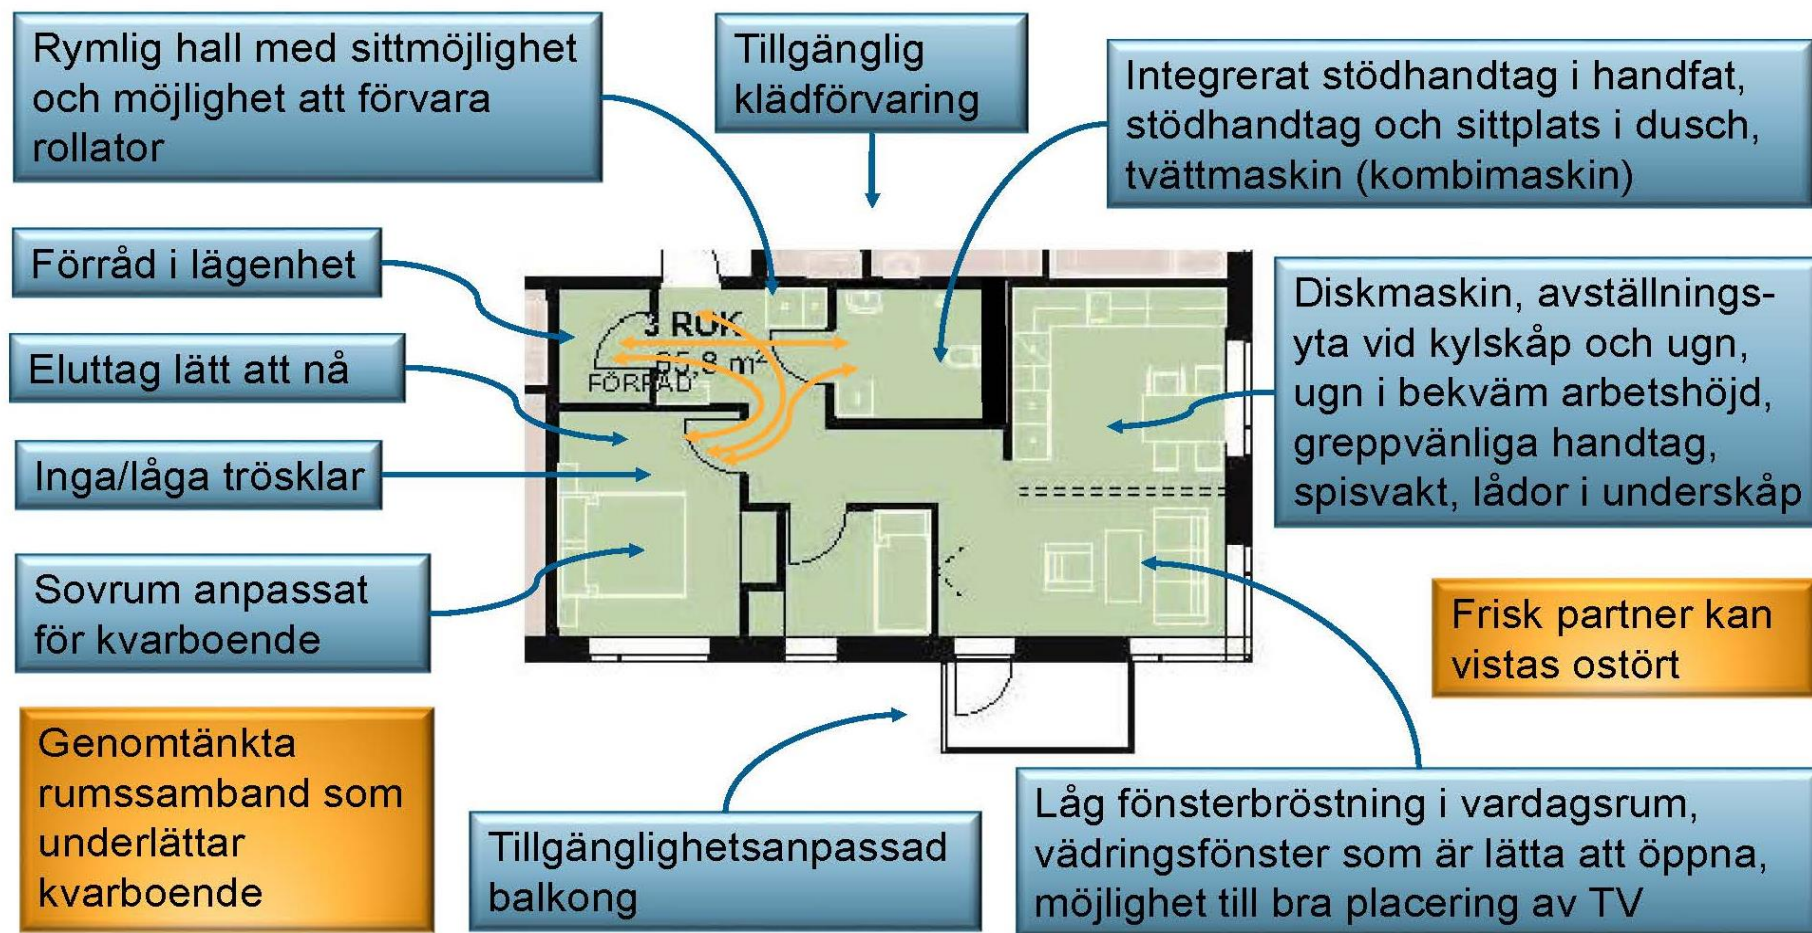 Rymlig hall med sittmöjlighet
och möjlighet att förvara
rollator
Tillgänglig
klädförvaring
Integrerat stödhandtag i handfat,
stödhandtag och sittplats i dusch,
tvättmaskin (kombimaskin)
Förråd i lägenhet
Eluttag lätt att nå
Inga/låga trösklar
Sovrum anpassat
för kvarboende
Genomtänkta
rumssamband som
underlättar
kvarboende
3 ROK
65,8 m²
FÖRRÅD
Diskmaskin, avställnings-
yta vid kylskåp och ugn,
ugn i bekväm arbetshöjd,
greppvänliga handtag,
spisvakt, lådor i underskåp
Frisk partner kan
vistas ostört
Tillgänglighetsanpassad
balkong
Låg fönsterbröstning i vardagsrum,
vädringsfönster som är lätta att öppna,
möjlighet till bra placering av TV